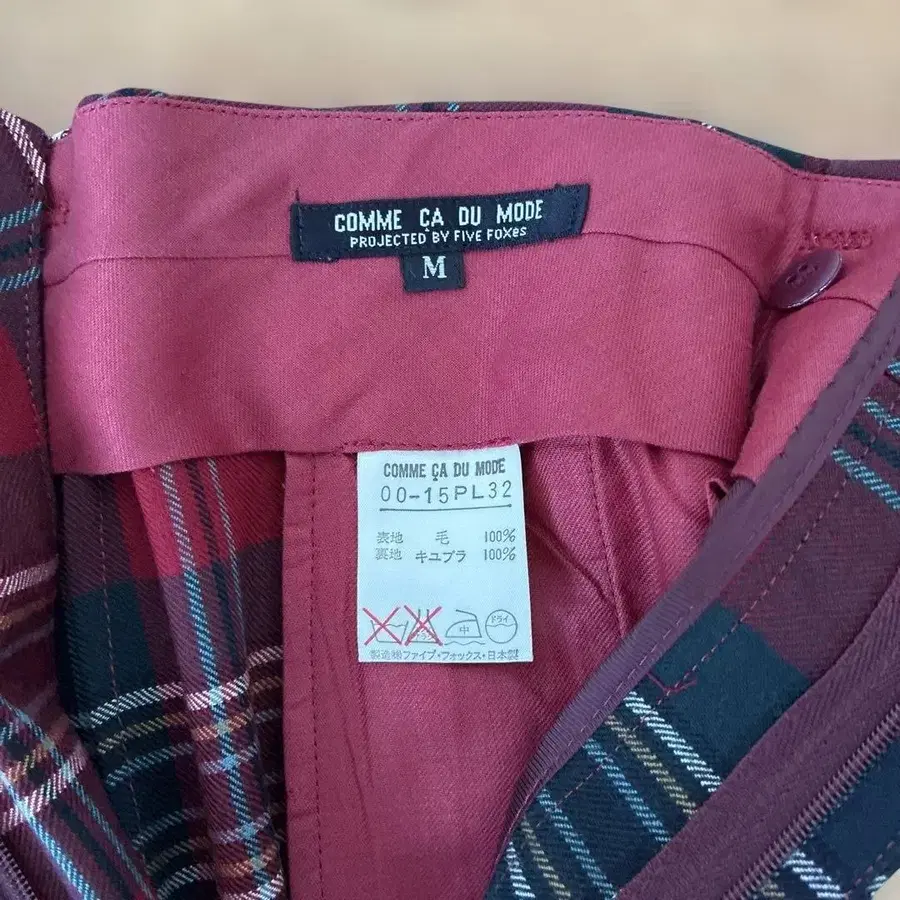 COMME ÇA DU MODE
PROJECTED BY FIVE FOXes
M
COMME ÇA DU MODE
00-15PL32
表地 毛 100%
裏地 キュプラ 100%
中 ドライ
製造㈱ファイブ・フォックス・日本製